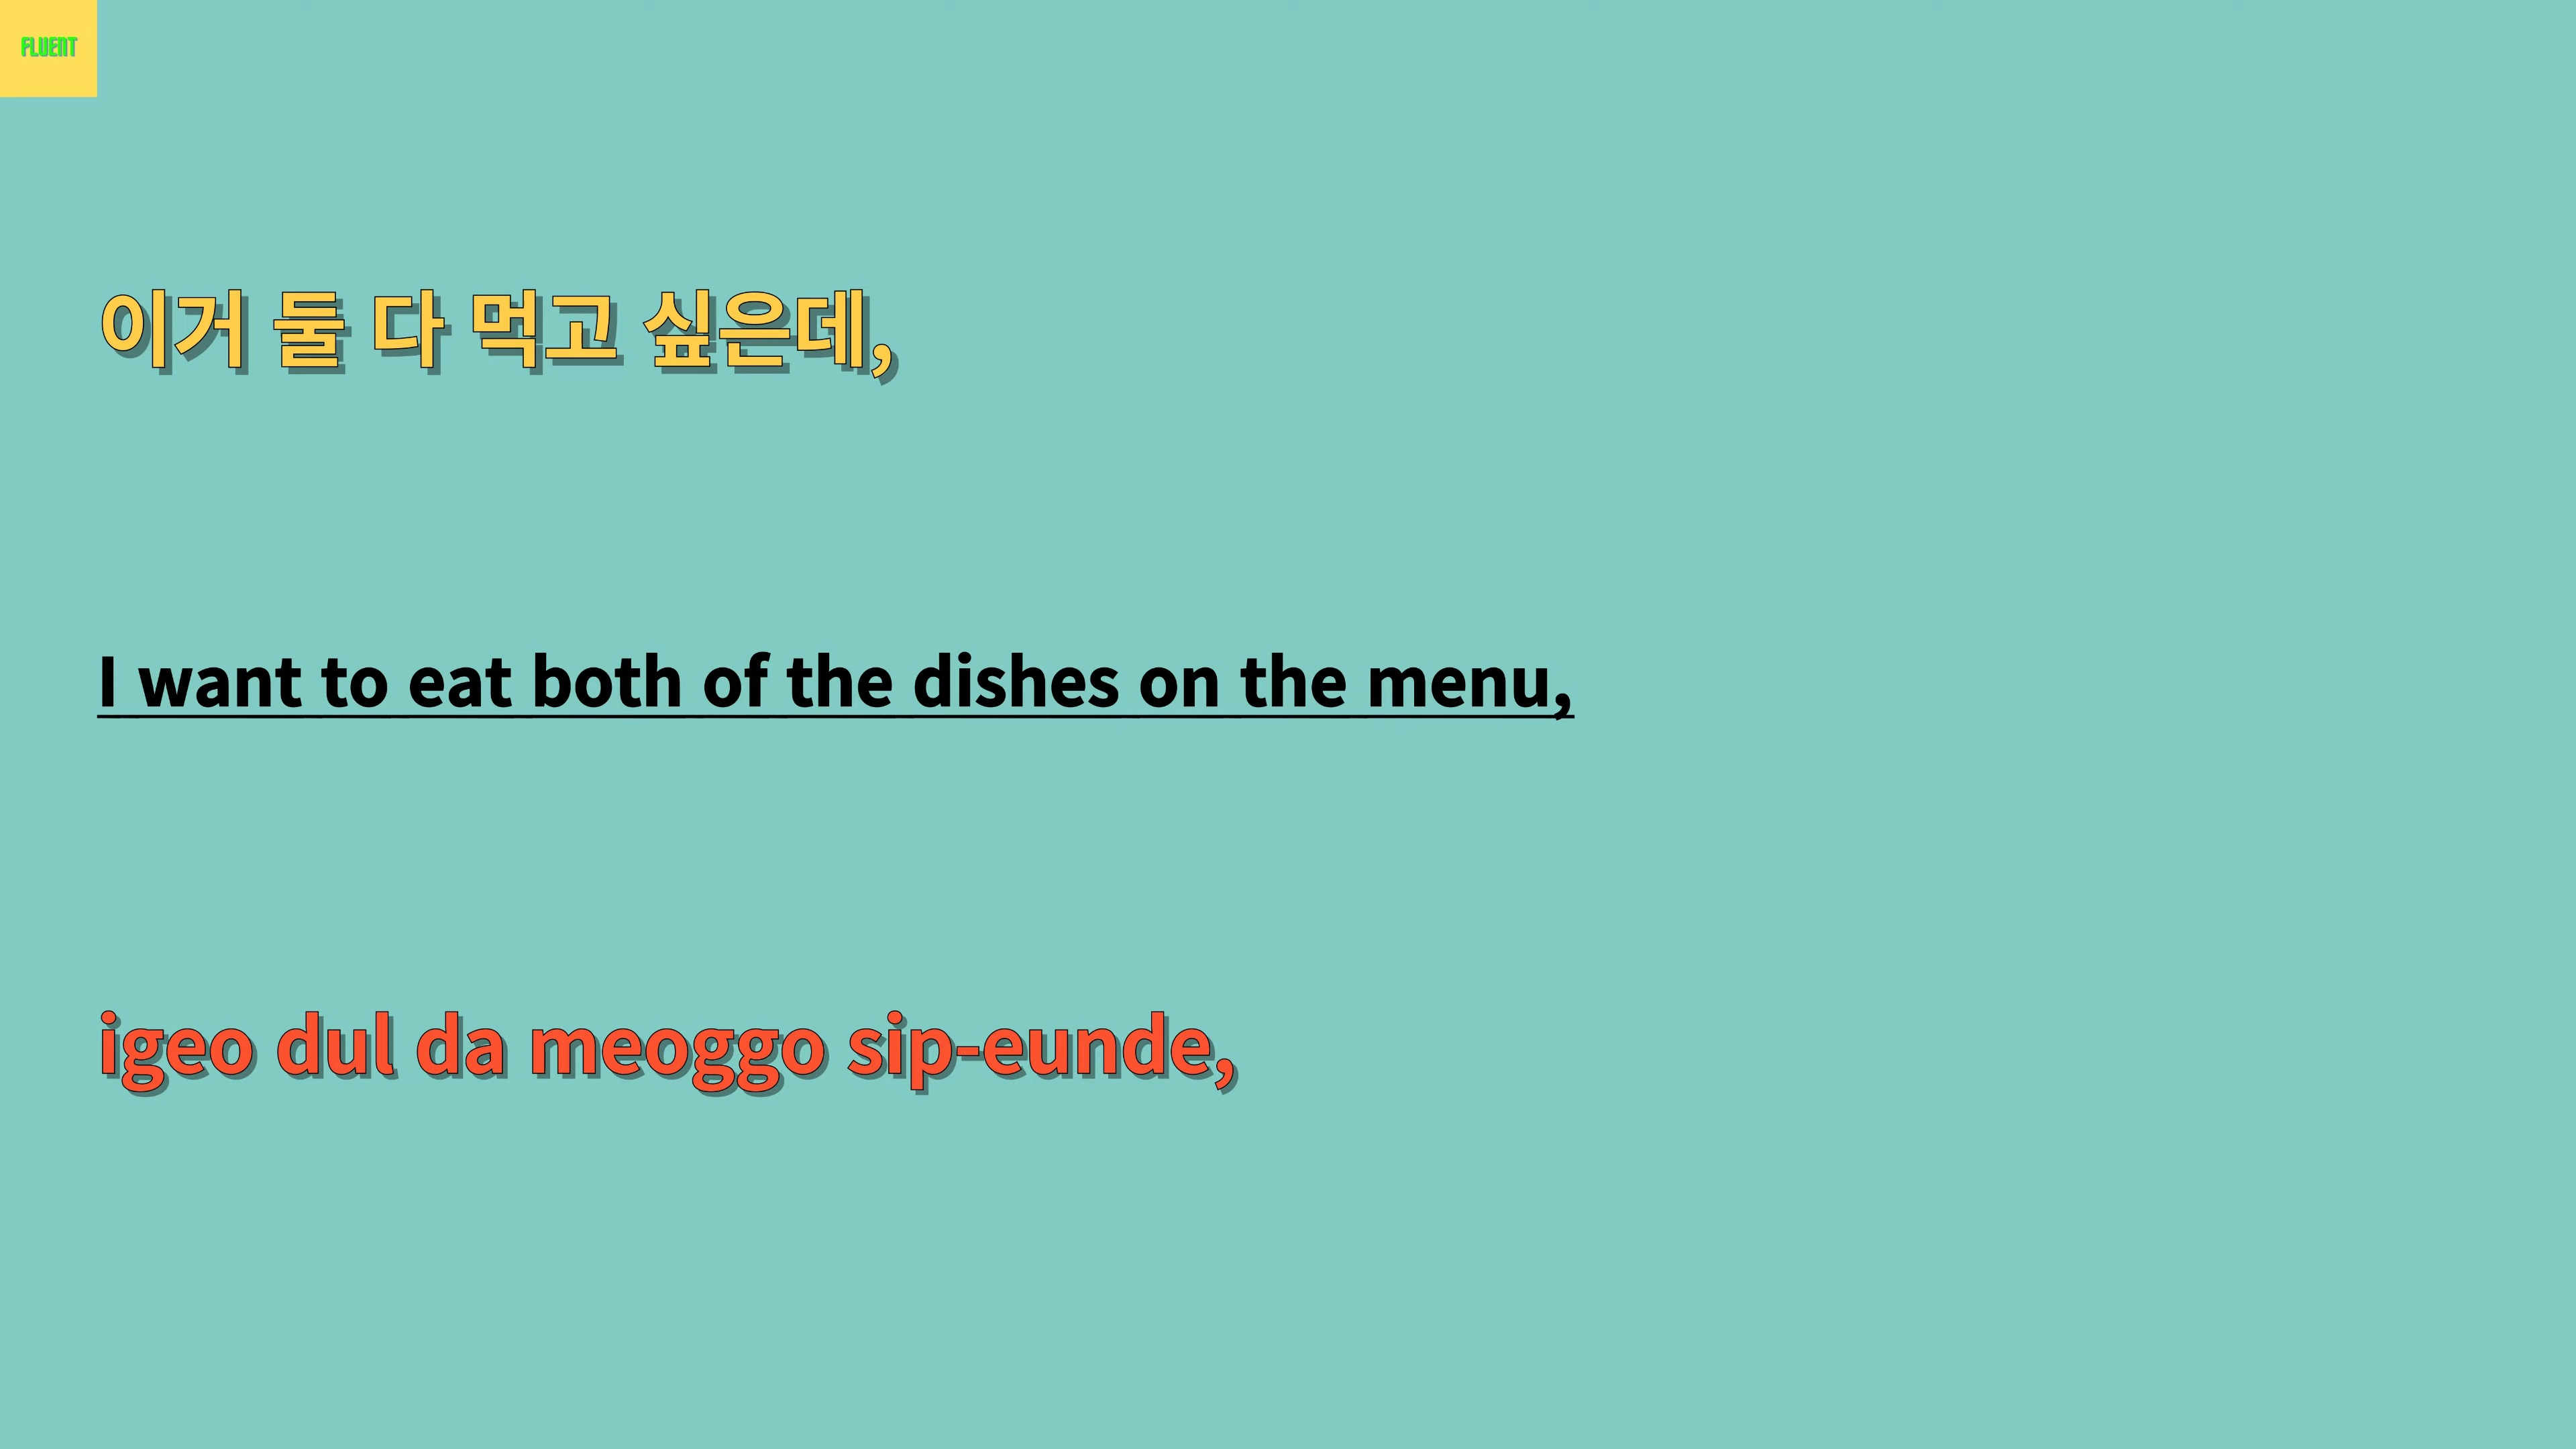 FLUENT
이거 둘 다 먹고 싶은데,
I want to eat both of the dishes on the menu,
igeo dul da meoggo sip-eunde,